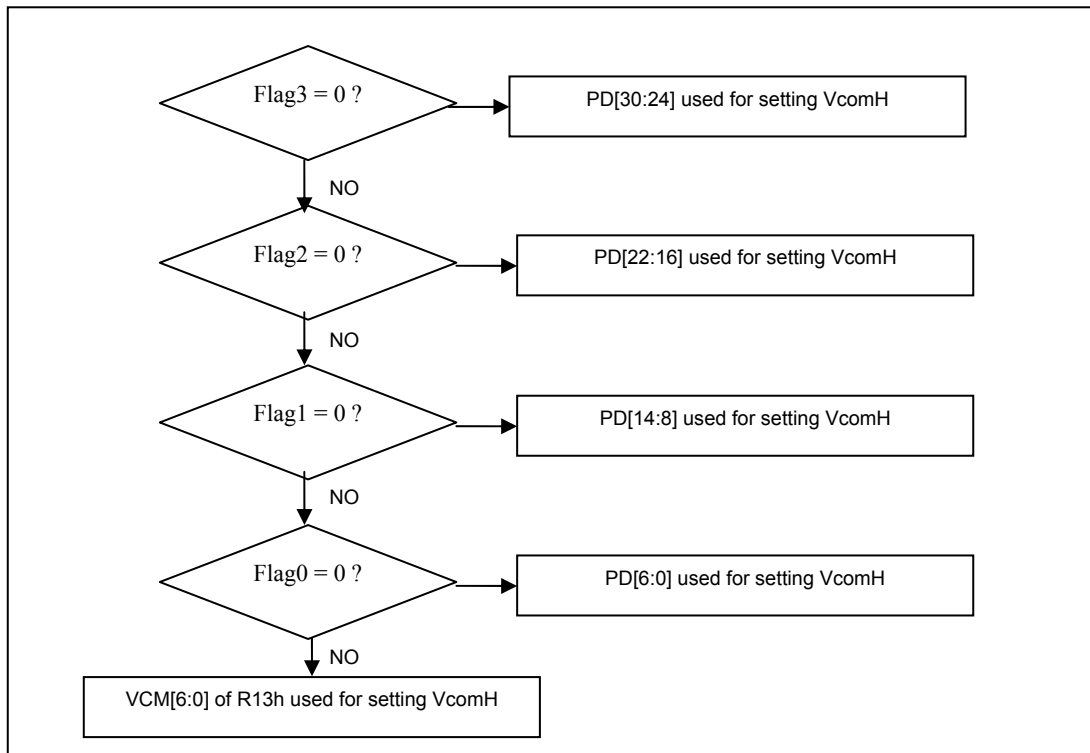 Flag3 = 0 ?
PD[30:24] used for setting VcomH
NO
Flag2 = 0 ?
PD[22:16] used for setting VcomH
NO
Flag1 = 0 ?
PD[14:8] used for setting VcomH
NO
Flag0 = 0 ?
PD[6:0] used for setting VcomH
NO
VCM[6:0] of R13h used for setting VcomH